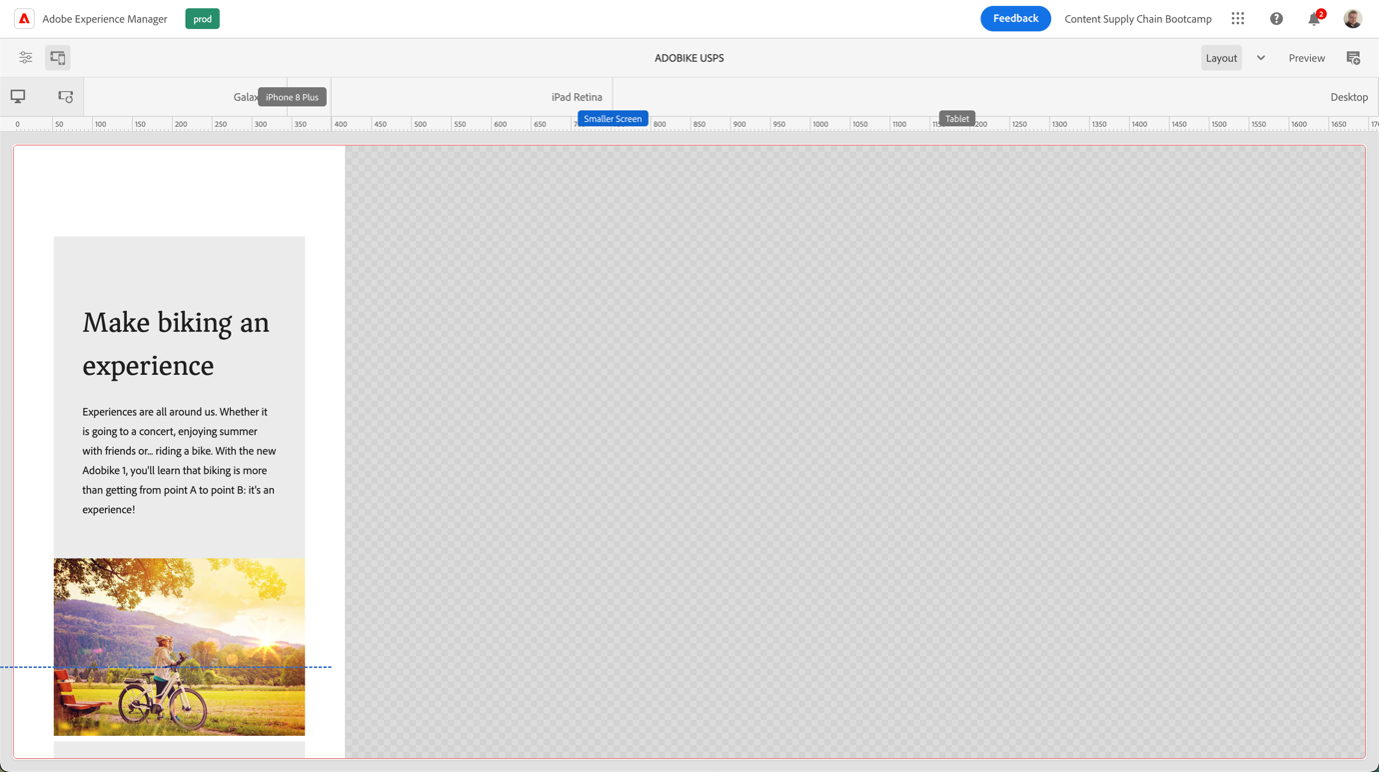 Adobe Experience Manager prod Feedback Content Supply Chain Bootcamp 2
ADOBIKE USPS Layout Preview
iPhone 8 Plus iPad Retina Desktop
Smaller Screen Tablet
0 50 100 150 200 250 300 350 400 450 500 550 600 650 800 850 900 950 1000 1050 1100 1250 1300 1350 1400 1450 1500 1550 1600 1650
Make biking an
experience
Experiences are all around us. Whether it
is going to a concert, enjoying summer
with friends or... riding a bike. With the new
Adobike 1, you'll learn that biking is more
than getting from point A to point B: it's an
experience!